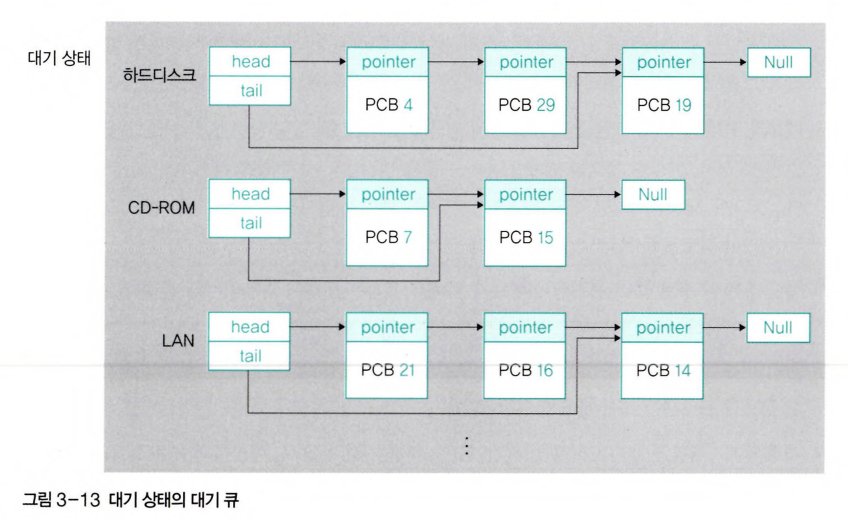 대기 상태
하드디스크
head
tail
pointer
PCB 4
pointer
PCB 29
pointer
PCB 19
Null
CD-ROM
head
tail
pointer
PCB 7
pointer
PCB 15
Null
LAN
head
tail
pointer
PCB 21
pointer
PCB 16
pointer
PCB 14
Null
⋮
그림 3-13 대기 상태의 대기 큐